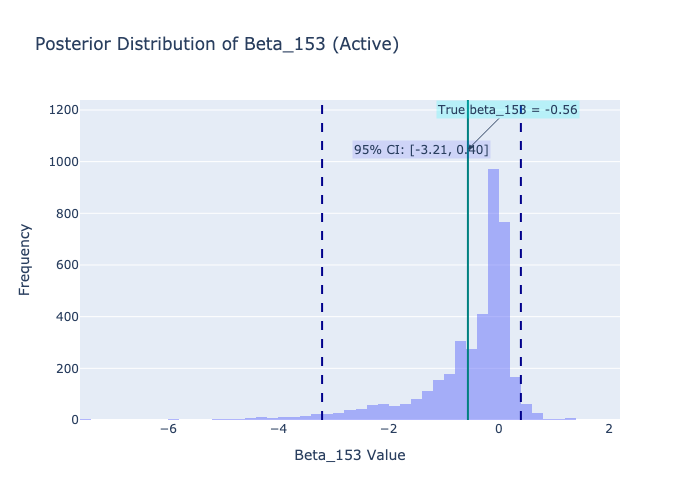 Posterior Distribution of Beta_153 (Active)
True beta_153 = -0.56
95% CI: [-3.21, 0.40]
1200
1000
800
600
400
200
0
Frequency
−6
−4
−2
0
2
Beta_153 Value